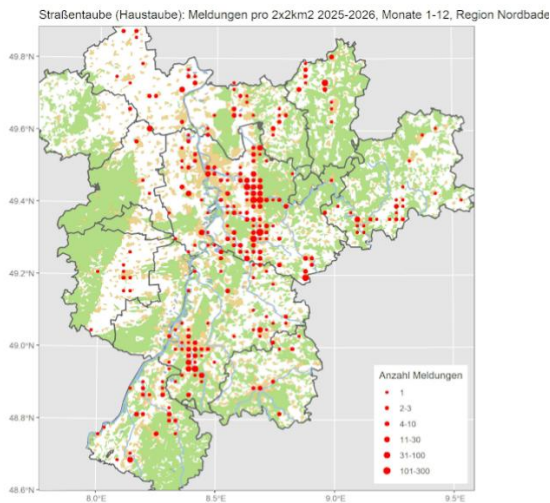 Straßentaube (Haustaube): Meldungen pro 2x2km2 2025-2026, Monate 1-12, Region Nordbade
49.8°N
49.6°N
49.4°N
49.2°N
49.0°N
48.8°N
48.6°N
Anzahl Meldungen
1
2-3
4-10
11-30
31-100
101-300
8.0°E
8.5°E
9.0°E
9.5°E